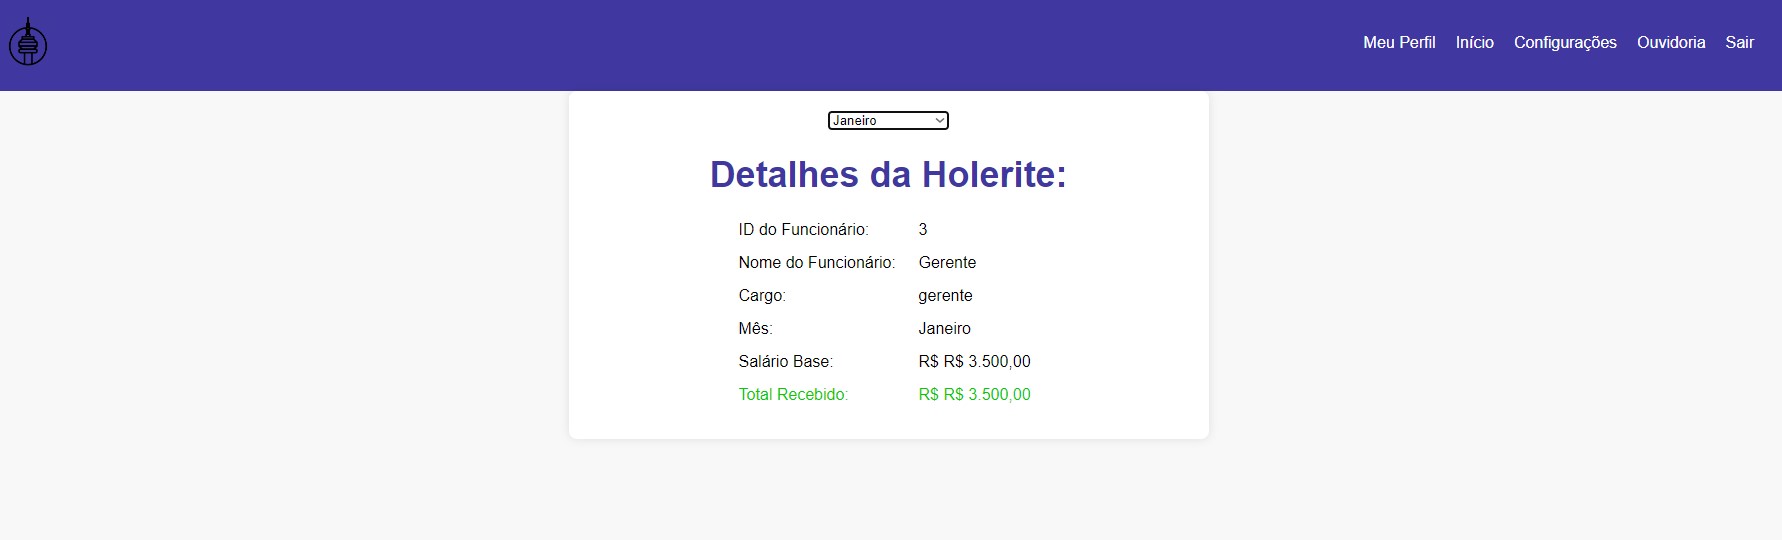 Meu Perfil Início Configurações Ouvidoria Sair
Janeiro
Detalhes da Holerite:
ID do Funcionário: 3
Nome do Funcionário: Gerente
Cargo: gerente
Mês: Janeiro
Salário Base: R$ R$ 3.500,00
Total Recebido: R$ R$ 3.500,00